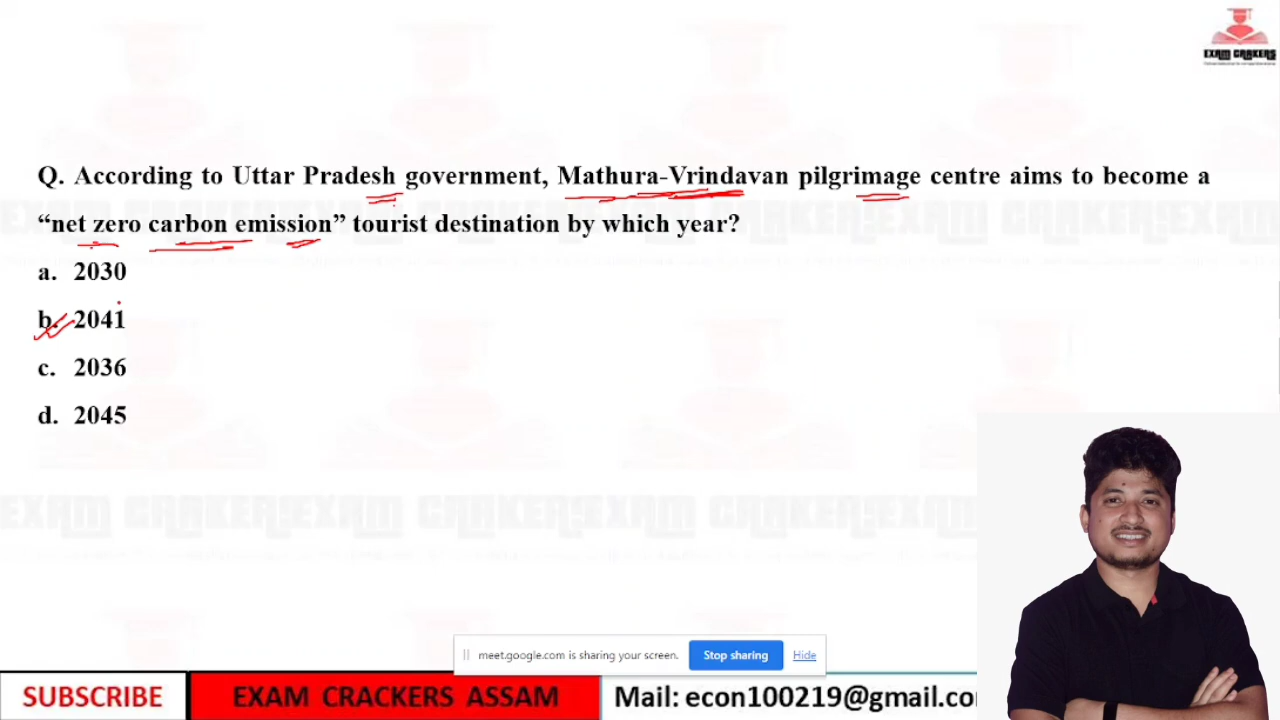 EXAM CRAKERS
Q. According to Uttar Pradesh government, Mathura-Vrindavan pilgrimage centre aims to become a
“net zero carbon emission” tourist destination by which year?
a. 2030
b. 2041
c. 2036
d. 2045
meet.google.com is sharing your screen. Stop sharing Hide
SUBSCRIBE EXAM CRACKERS ASSAM Mail: econ100219@gmail.co